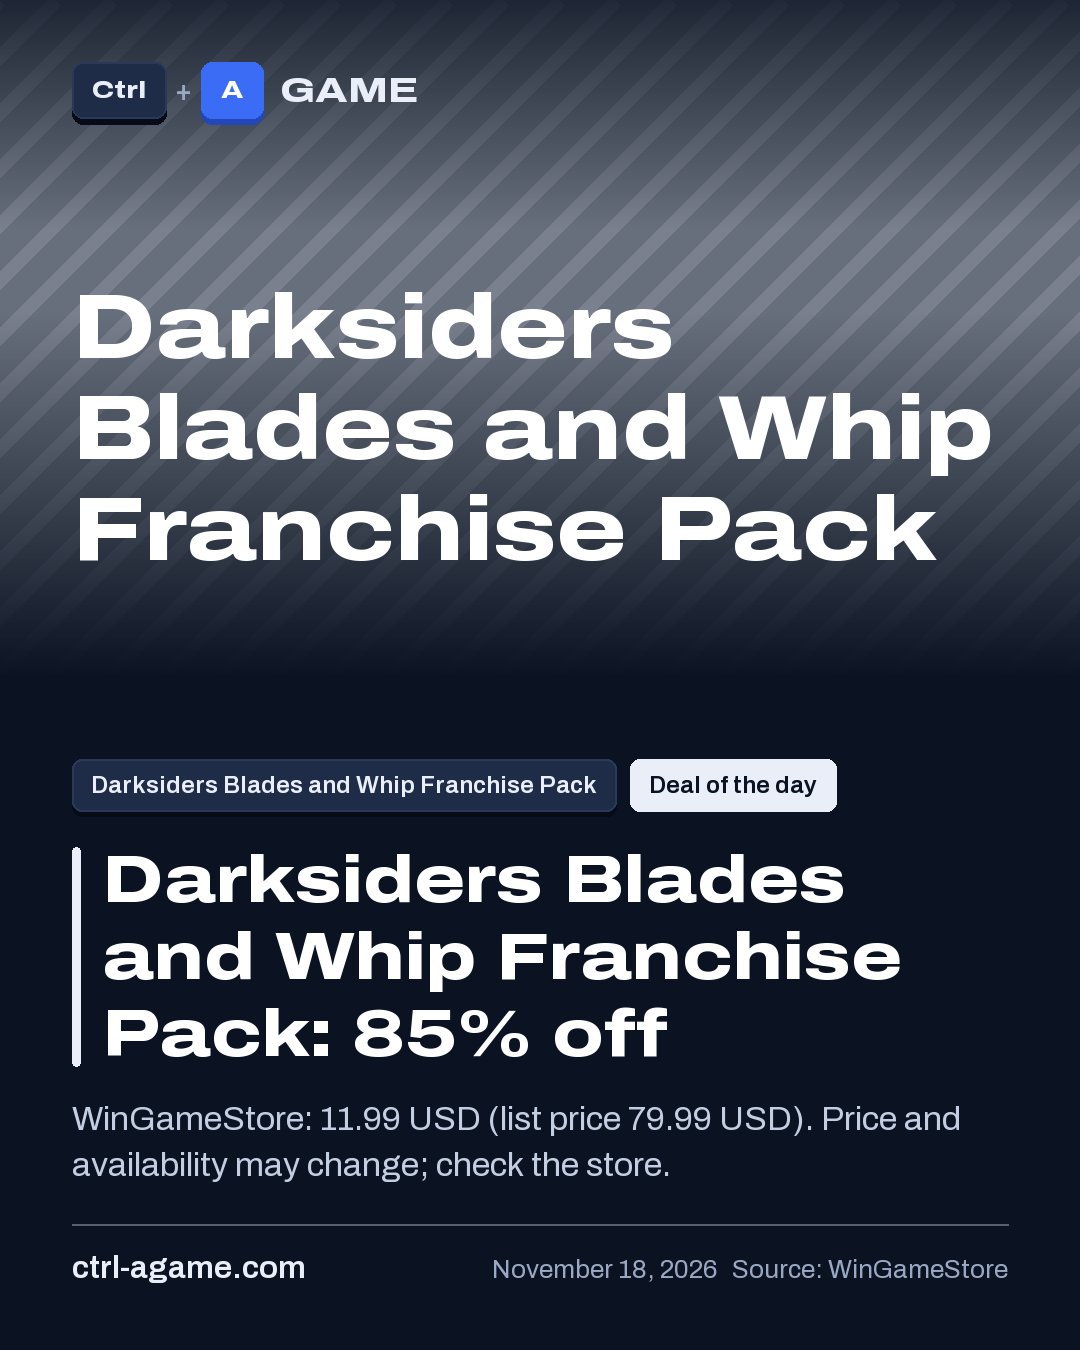 Ctrl + A GAME
Darksiders
Blades and Whip
Franchise Pack
Darksiders Blades and Whip Franchise Pack Deal of the day
Darksiders Blades
and Whip Franchise
Pack: 85% off
WinGameStore: 11.99 USD (list price 79.99 USD). Price and
availability may change; check the store.
ctrl-agame.com November 18, 2026 Source: WinGameStore